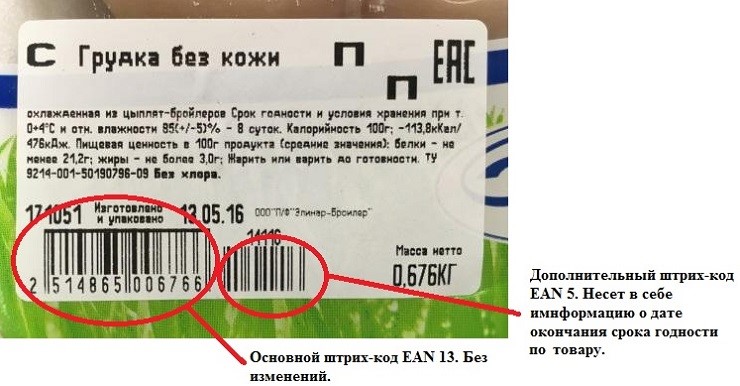 С Грудка без кожи П П ЕАС
охлажденная из цыплят-бройлеров Срок годности и условия хранения при т.
0+4°С и отн. влажности 85(+/-5)% - 8 суток. Калорийность 100г; -113,8кКал/
476кДж. Пищевая ценность в 100г продукта (средние значения): белки - не
менее 21,2г; жиры - не более 3,0г; Жарить или варить до готовности. ТУ
9214-001-50190796-09 Без хлора.
171051 Изготовлено
и упаковано 13.05.16 ООО"П/Ф"Элинар-Бройлер"
14116
Масса нетто
0,676КГ
2 514865 006766
Дополнительный штрих-код
EAN 5. Несет в себе
имнформацию о дате
окончания срока годности
по товару.
Основной штрих-код EAN 13. Без
изменений.